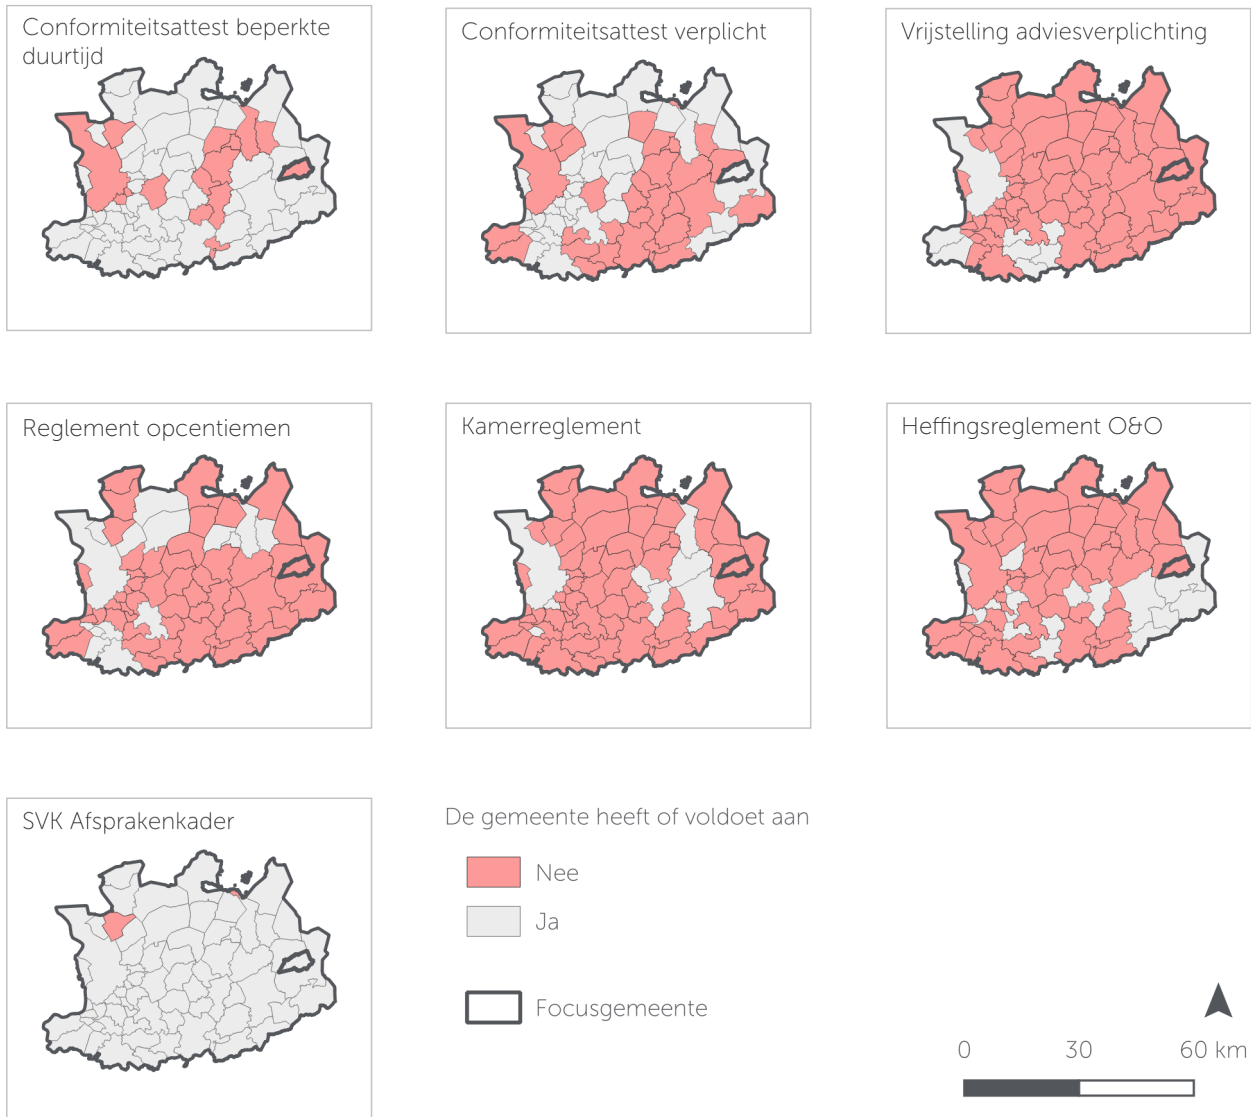 Conformiteitsattest beperkte
duurtijd
Conformiteitsattest verplicht
Vrijstelling adviesverplichting
Reglement opcentiemen
Kamerreglement
Heffingsreglement O&O
SVK Afsprakenkader
De gemeente heeft of voldoet aan
Nee
Ja
Focusgemeente
0 30 60 km